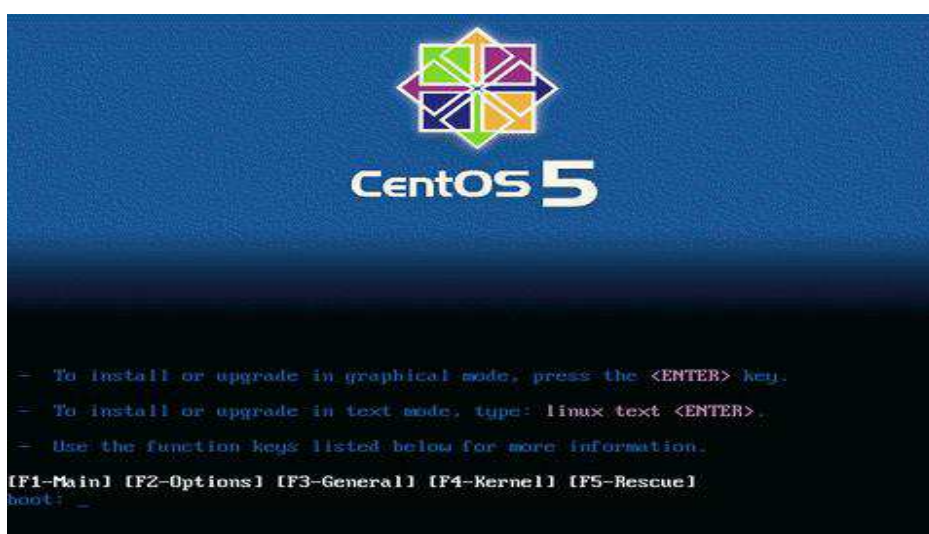 CentOS 5
- To install or upgrade in graphical mode, press the <ENTER> key.
- To install or upgrade in text mode, type: linux text <ENTER>.
- Use the function keys listed below for more information.
[F1-Main] [F2-Options] [F3-General] [F4-Kernel] [F5-Rescue]
boot: _